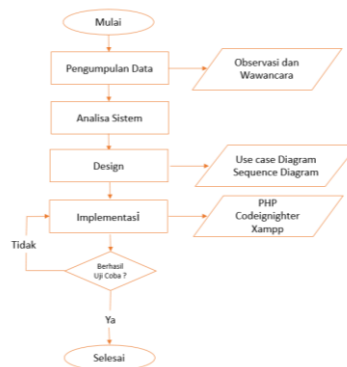 Mulai
Pengumpulan Data
Observasi dan
Wawancara
Analisa Sistem
Design
Use case Diagram
Sequence Diagram
Implementasi
PHP
Codeignighter
Xampp
Tidak
Berhasil
Uji Coba ?
Ya
Selesai